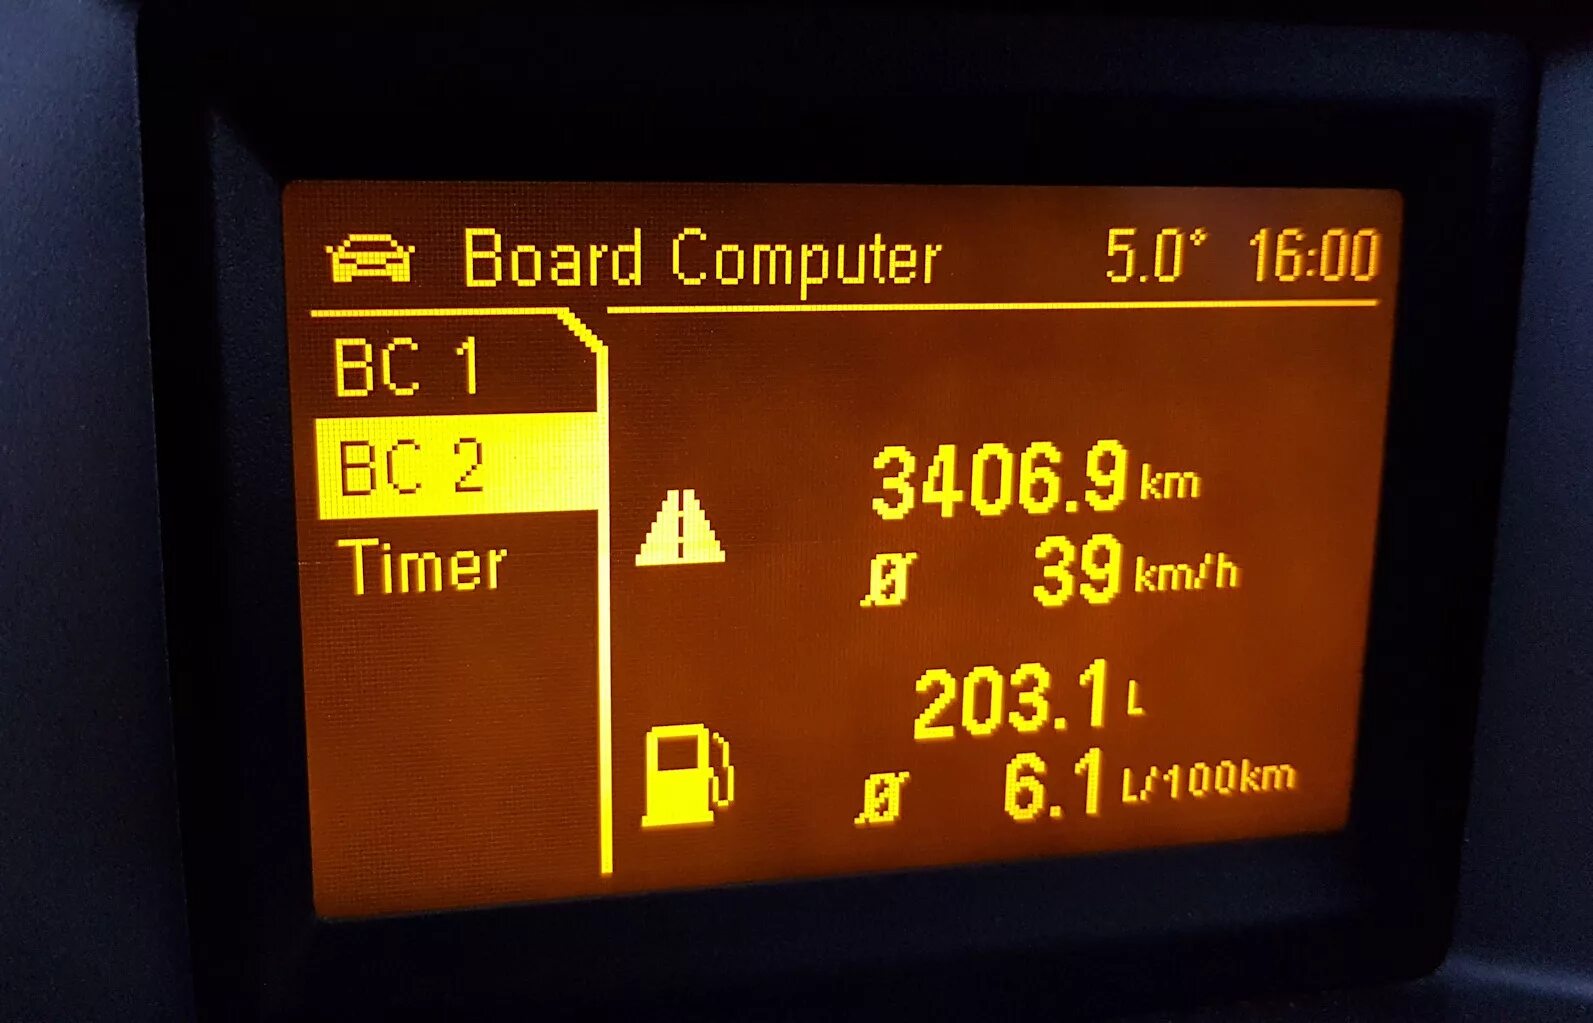 Board Computer 5.0° 16:00
BC 1
BC 2
Timer
3406.9 km
Ø 39 km/h
203.1 L
Ø 6.1 L/100km